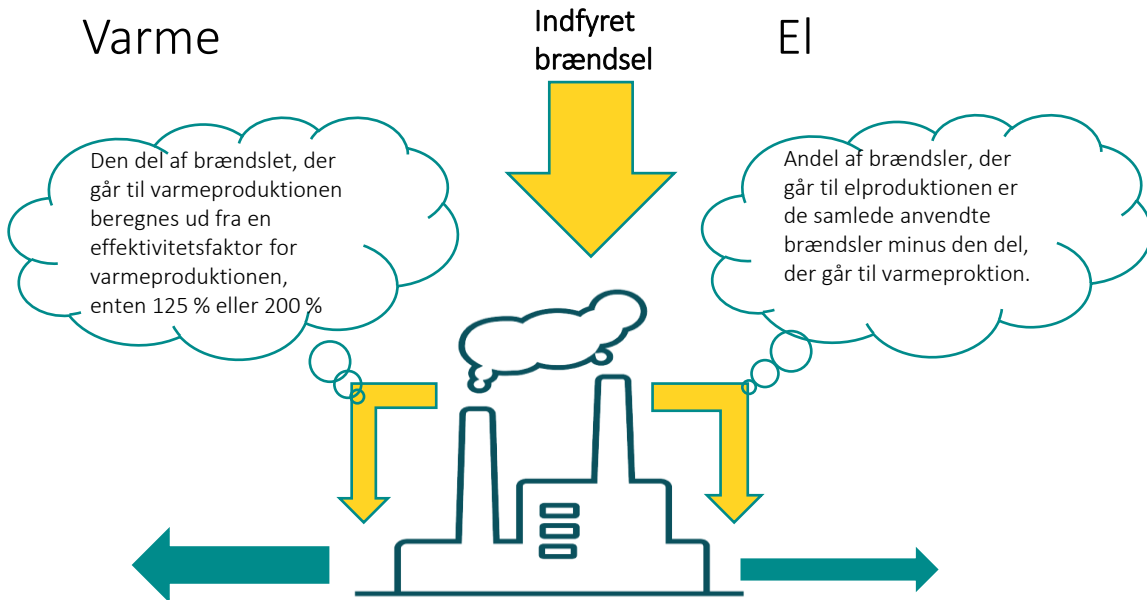 Varme
Indfyret
brændsel
El
Den del af brændslet, der
går til varmeproduktionen
beregnes ud fra en
effektivitetsfaktor for
varmeproduktionen,
enten 125 % eller 200 %
Andel af brændsler, der
går til elproduktionen er
de samlede anvendte
brændsler minus den del,
der går til varmeproktion.